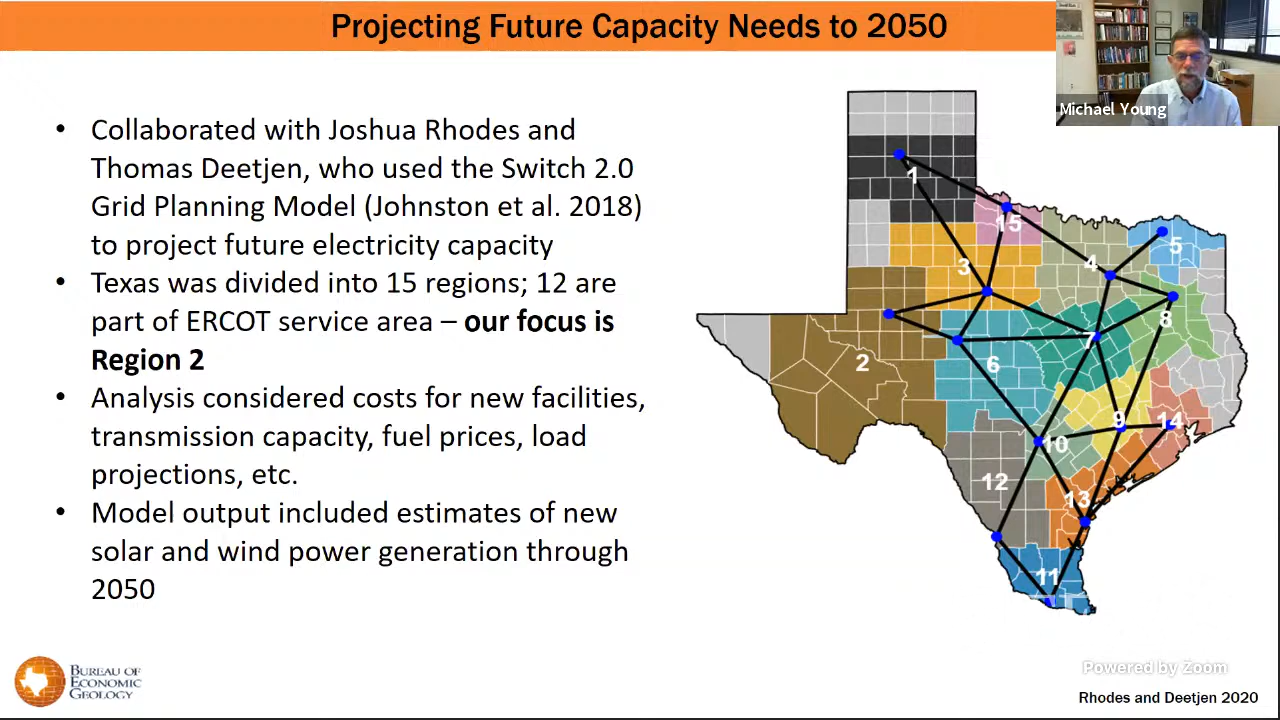 Projecting Future Capacity Needs to 2050
Michael Young
• Collaborated with Joshua Rhodes and
Thomas Deetjen, who used the Switch 2.0
Grid Planning Model (Johnston et al. 2018)
to project future electricity capacity
• Texas was divided into 15 regions; 12 are
part of ERCOT service area – our focus is
Region 2
• Analysis considered costs for new facilities,
transmission capacity, fuel prices, load
projections, etc.
• Model output included estimates of new
solar and wind power generation through
2050
1
15
5
4
3
8
7
2
6
9
14
10
12
13
11
BUREAU OF
ECONOMIC
GEOLOGY
Powered by Zoom
Rhodes and Deetjen 2020